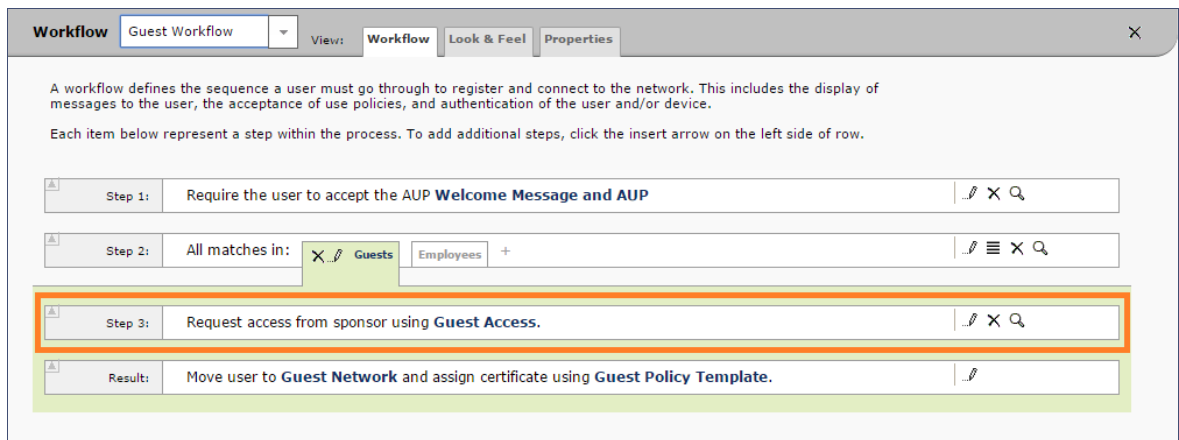 Workflow Guest Workflow View: Workflow Look & Feel Properties
A workflow defines the sequence a user must go through to register and connect to the network. This includes the display of
messages to the user, the acceptance of use policies, and authentication of the user and/or device.
Each item below represent a step within the process. To add additional steps, click the insert arrow on the left side of row.
Step 1: Require the user to accept the AUP Welcome Message and AUP
Step 2: All matches in: Guests Employees +
Step 3: Request access from sponsor using Guest Access.
Result: Move user to Guest Network and assign certificate using Guest Policy Template.